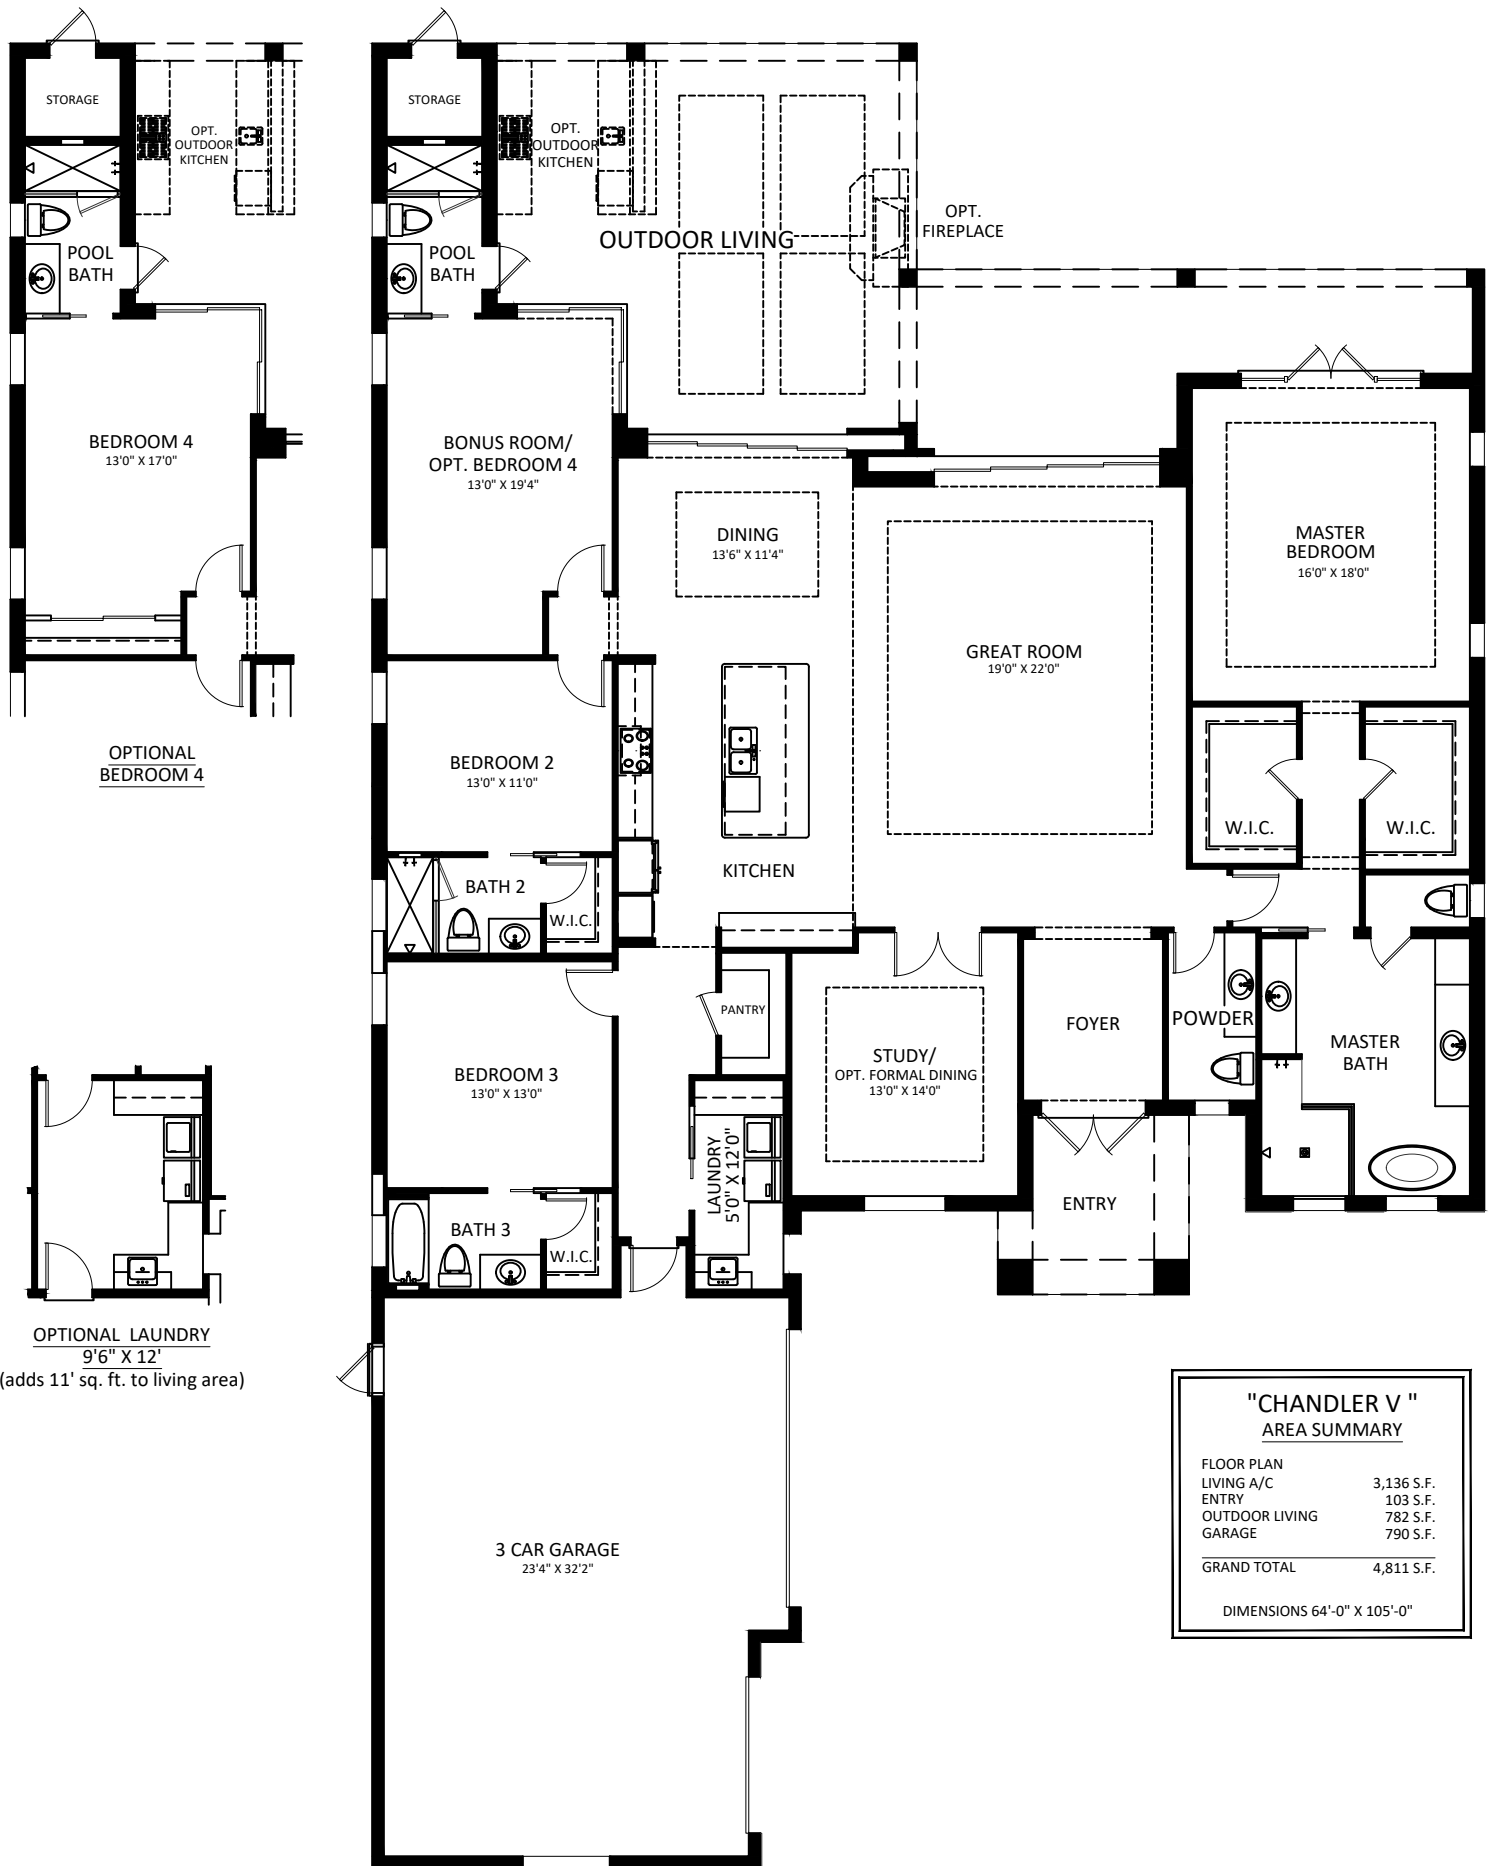 STORAGE
OPT.
OUTDOOR
KITCHEN
POOL
BATH
BEDROOM 4
13'0" X 17'0"
OPTIONAL
BEDROOM 4
STORAGE
OPT.
OUTDOOR
KITCHEN
POOL
BATH
OUTDOOR LIVING
OPT.
FIREPLACE
BONUS ROOM/
OPT. BEDROOM 4
13'0" X 19'4"
DINING
13'6" X 11'4"
GREAT ROOM
19'0" X 22'0"
MASTER
BEDROOM
16'0" X 18'0"
BEDROOM 2
13'0" X 11'0"
W.I.C.
W.I.C.
KITCHEN
BATH 2
W.I.C.
PANTRY
FOYER
POWDER
MASTER
BATH
STUDY/
OPT. FORMAL DINING
13'0" X 14'0"
BEDROOM 3
13'0" X 13'0"
LAUNDRY
5'0" X 12'0"
ENTRY
BATH 3
W.I.C.
OPTIONAL LAUNDRY
9'6" X 12'
(adds 11' sq. ft. to living area)
3 CAR GARAGE
23'4" X 32'2"
"CHANDLER V "
AREA SUMMARY
FLOOR PLAN
LIVING A/C 3,136 S.F.
ENTRY 103 S.F.
OUTDOOR LIVING 782 S.F.
GARAGE 790 S.F.
GRAND TOTAL 4,811 S.F.
DIMENSIONS 64'-0" X 105'-0"